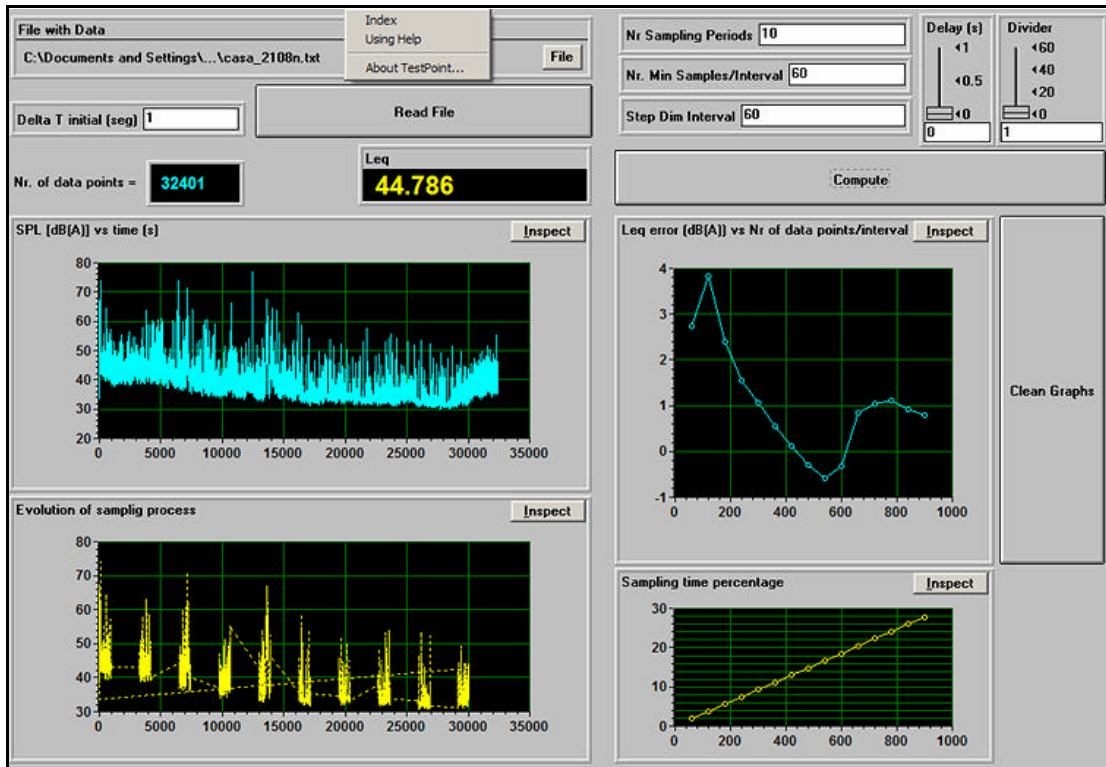 File with Data
C:\Documents and Settings\...\casa_2108n.txt
File
Index
Using Help
About TestPoint...
Delta T initial (seg) 1
Read File
Nr. of data points = 32401
Leq
44.786
Nr Sampling Periods 10
Nr. Min Samples/Interval 60
Step Dim Interval 60
Delay (s)
1
0.5
0
0
Divider
60
40
20
0
1
Compute
SPL [dB(A)] vs time (s)
Inspect
80
70
60
50
40
30
20
0 5000 10000 15000 20000 25000 30000 35000
Leq error (dB(A)) vs Nr of data points/interval
Inspect
4
3
2
1
0
-1
0 200 400 600 800 1000
Clean Graphs
Evolution of samplig process
Inspect
80
70
60
50
40
30
0 5000 10000 15000 20000 25000 30000 35000
Sampling time percentage
Inspect
30
20
10
0
0 200 400 600 800 1000